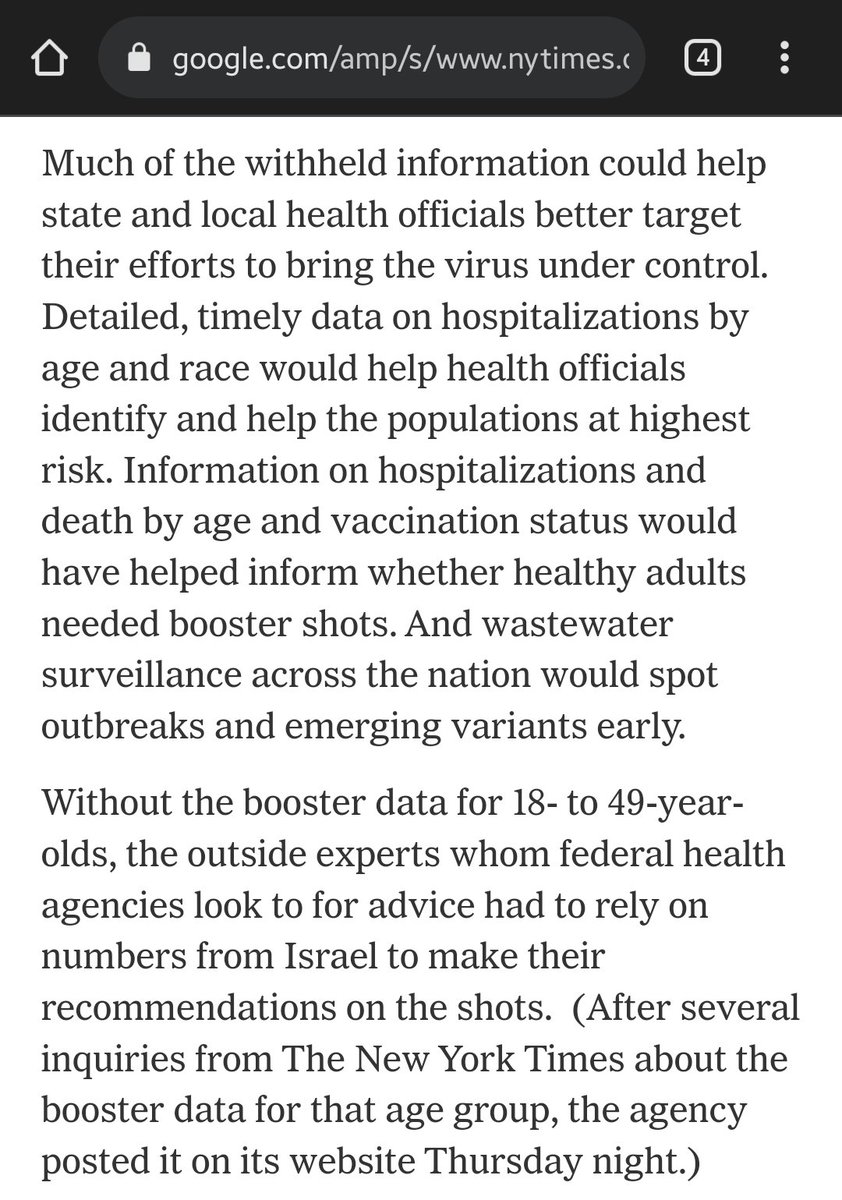 google.com/amp/s/www.nytimes.c
4
Much of the withheld information could help
state and local health officials better target
their efforts to bring the virus under control.
Detailed, timely data on hospitalizations by
age and race would help health officials
identify and help the populations at highest
risk. Information on hospitalizations and
death by age and vaccination status would
have helped inform whether healthy adults
needed booster shots. And wastewater
surveillance across the nation would spot
outbreaks and emerging variants early.
Without the booster data for 18- to 49-year-
olds, the outside experts whom federal health
agencies look to for advice had to rely on
numbers from Israel to make their
recommendations on the shots.  (After several
inquiries from The New York Times about the
booster data for that age group, the agency
posted it on its website Thursday night.)